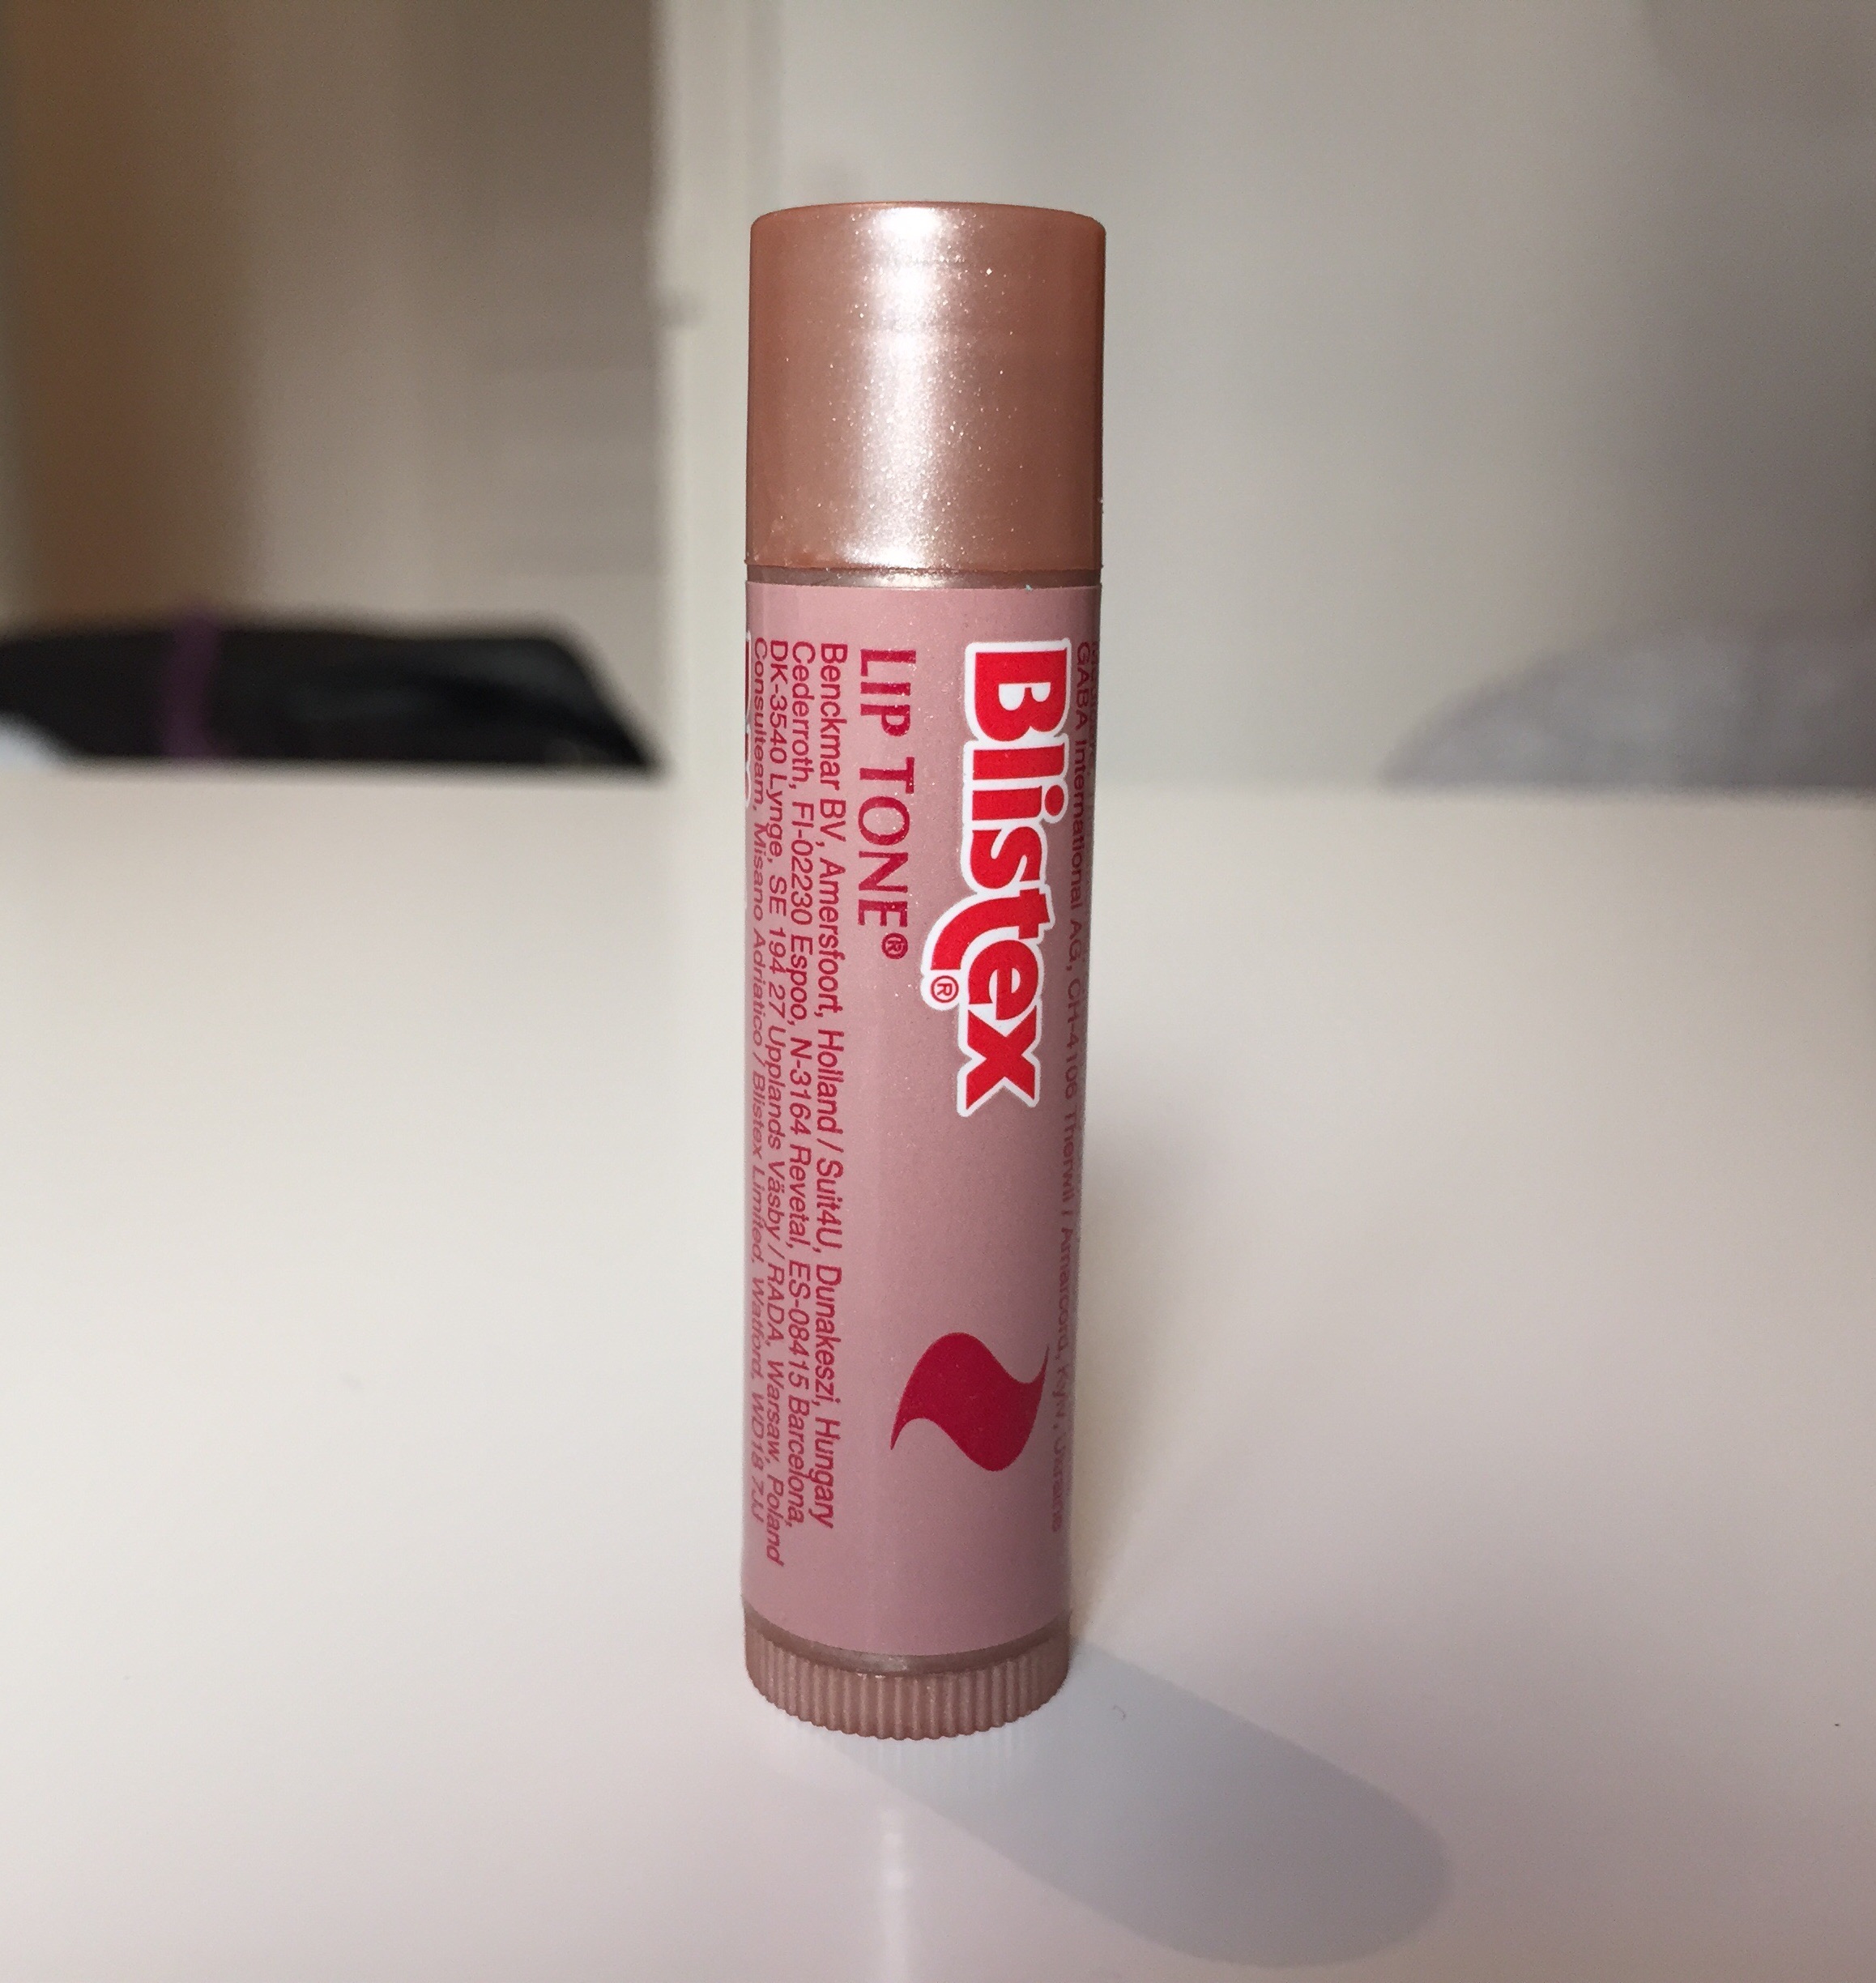 GABA International AG, CH-4106 Therwil / Amarcord, Kyiv, Ukraine
Blistex®
LIP TONE®
Benckmar BV, Amersfoort, Holland / Suit4U, Dunakeszi, Hungary
Cederroth, FI-02230 Espoo, N-3164 Revetal, ES-08415 Barcelona,
DK-3540 Lynge, SE 194 27 Upplands Väsby / RADA, Warsaw, Poland
Consulteam, Misano Adriatico / Blistex Limited, Watford, WD18 7JJ